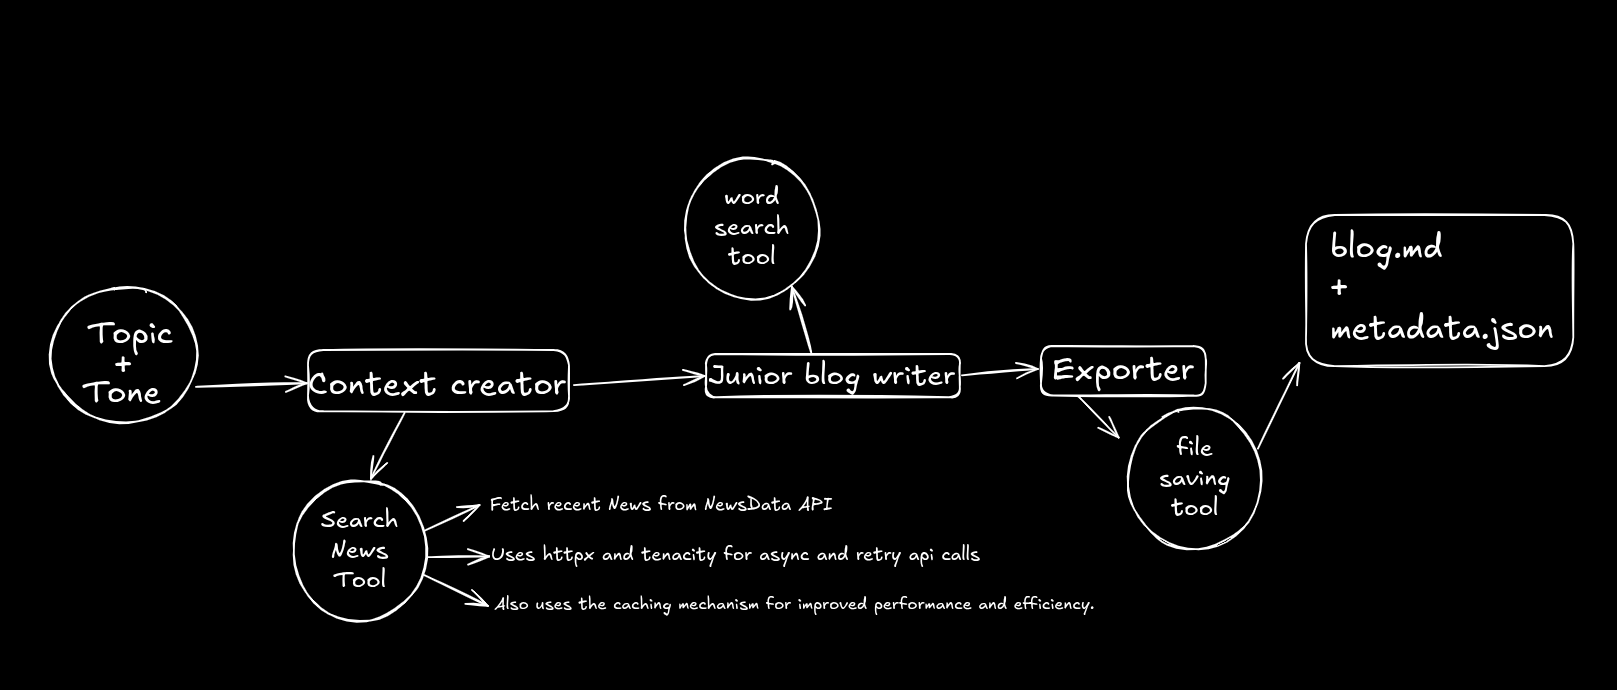 Topic
+
Tone
Context creator
Search
News
Tool
Fetch recent News from NewsData API
Uses httpx and tenacity for async and retry api calls
Also uses the caching mechanism for improved performance and efficiency.
word
search
tool
Junior blog writer
Exporter
file
saving
tool
blog.md
+
metadata.json